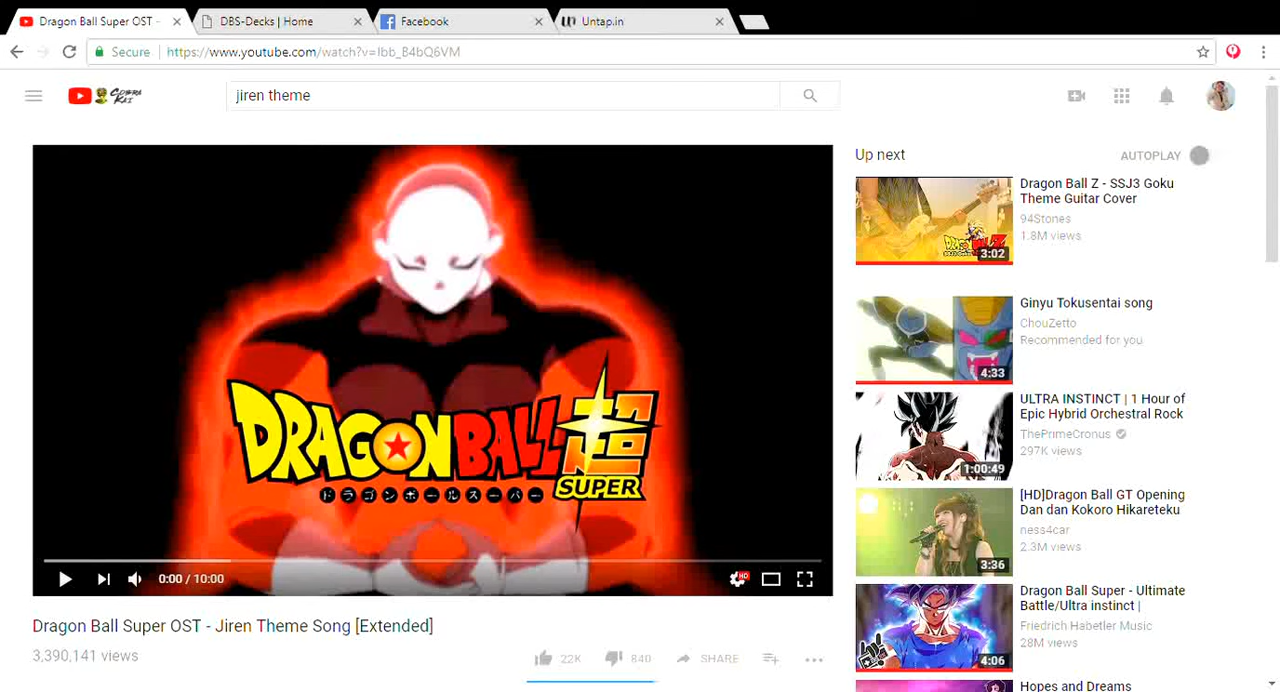 Dragon Ball Super OST -
DBS-Decks | Home
Facebook
Untap.in
Secure
https://www.youtube.com/watch?v=Ibb_B4bQ6VM
COBRA
KAI
jiren theme
Up next
AUTOPLAY
DRAGONBALL超
ドラゴンボールスーパー
SUPER
0:00 / 10:00
HD
Dragon Ball Super OST - Jiren Theme Song [Extended]
3,390,141 views
22K
840
SHARE
Dragon Ball Z - SSJ3 Goku
Theme Guitar Cover
94Stones
1.8M views
3:02
Ginyu Tokusentai song
ChouZetto
Recommended for you
4:33
ULTRA INSTINCT | 1 Hour of
Epic Hybrid Orchestral Rock
ThePrimeCronus
297K views
1:00:49
[HD]Dragon Ball GT Opening
Dan dan Kokoro Hikareteku
ness4car
2.3M views
3:36
Dragon Ball Super - Ultimate
Battle/Ultra instinct |
Friedrich Habetler Music
28M views
4:06
Hopes and Dreams